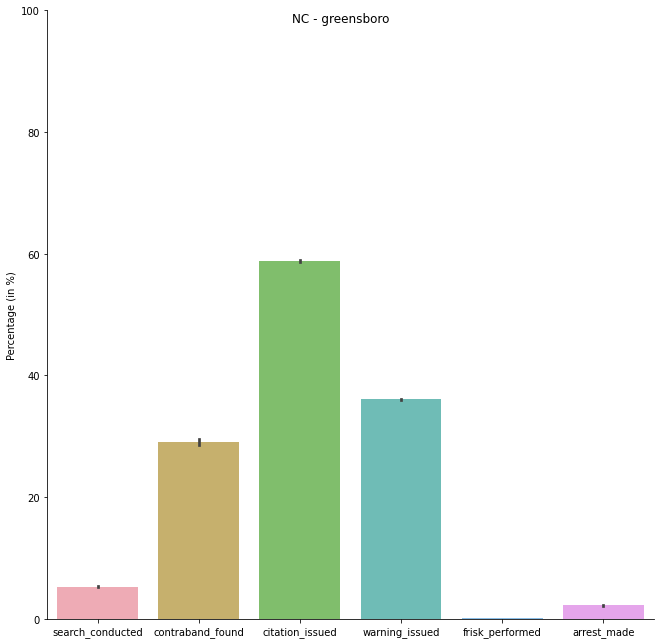 NC - greensboro
100
80
60
40
20
0
Percentage (in %)
search_conducted contraband_found citation_issued warning_issued frisk_performed arrest_made